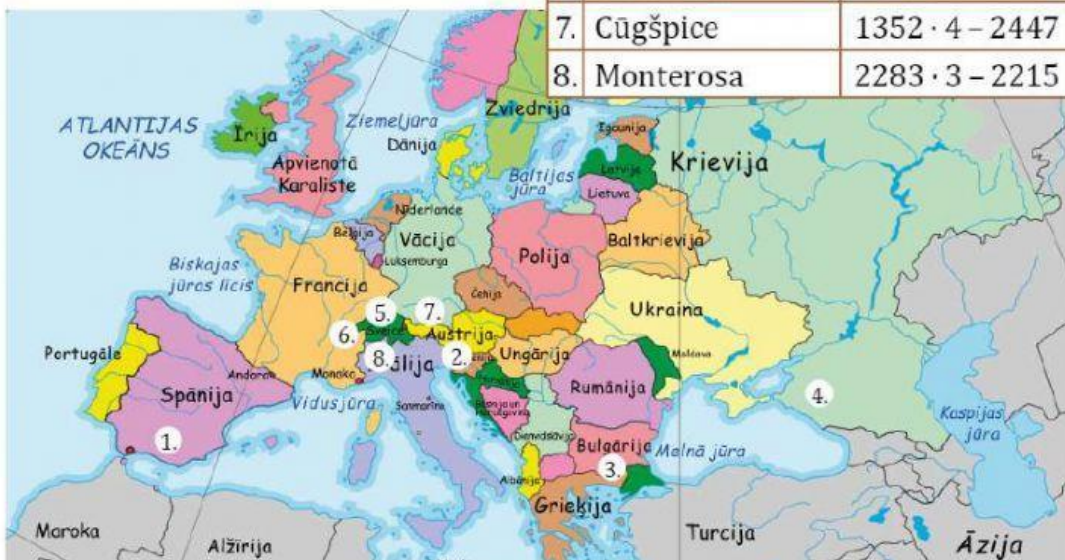 7. Cūgšpice 1352 · 4 – 2447
8. Monterosa 2283 · 3 – 2215
ATLANTIJAS
OKEĀNS
Īrija
Apvienotā
Karaliste
Ziemeļjūra
Dānija
Zviedrija
Baltijas
jūra
Igaunija
Latvija
Lietuva
Krievija
Nīderlande
Beļģija
Vācija
Luksemburga
Polija
Baltkrievija
Biskajas
jūras līcis
Francija
Čehija
Ukraina
5.
7.
6.
Šveice
Austrija
8.
Itālija
2.
Ungārija
Moldova
Portugāle
Spānija
Andora
Monako
Vidusjūra
Sanmarīno
Rumānija
4.
Kaspijas
jūra
1.
Bulgārija
Melnā jūra
3.
Albānija
Grieķija
Turcija
Maroka
Alžīrija
Āzija